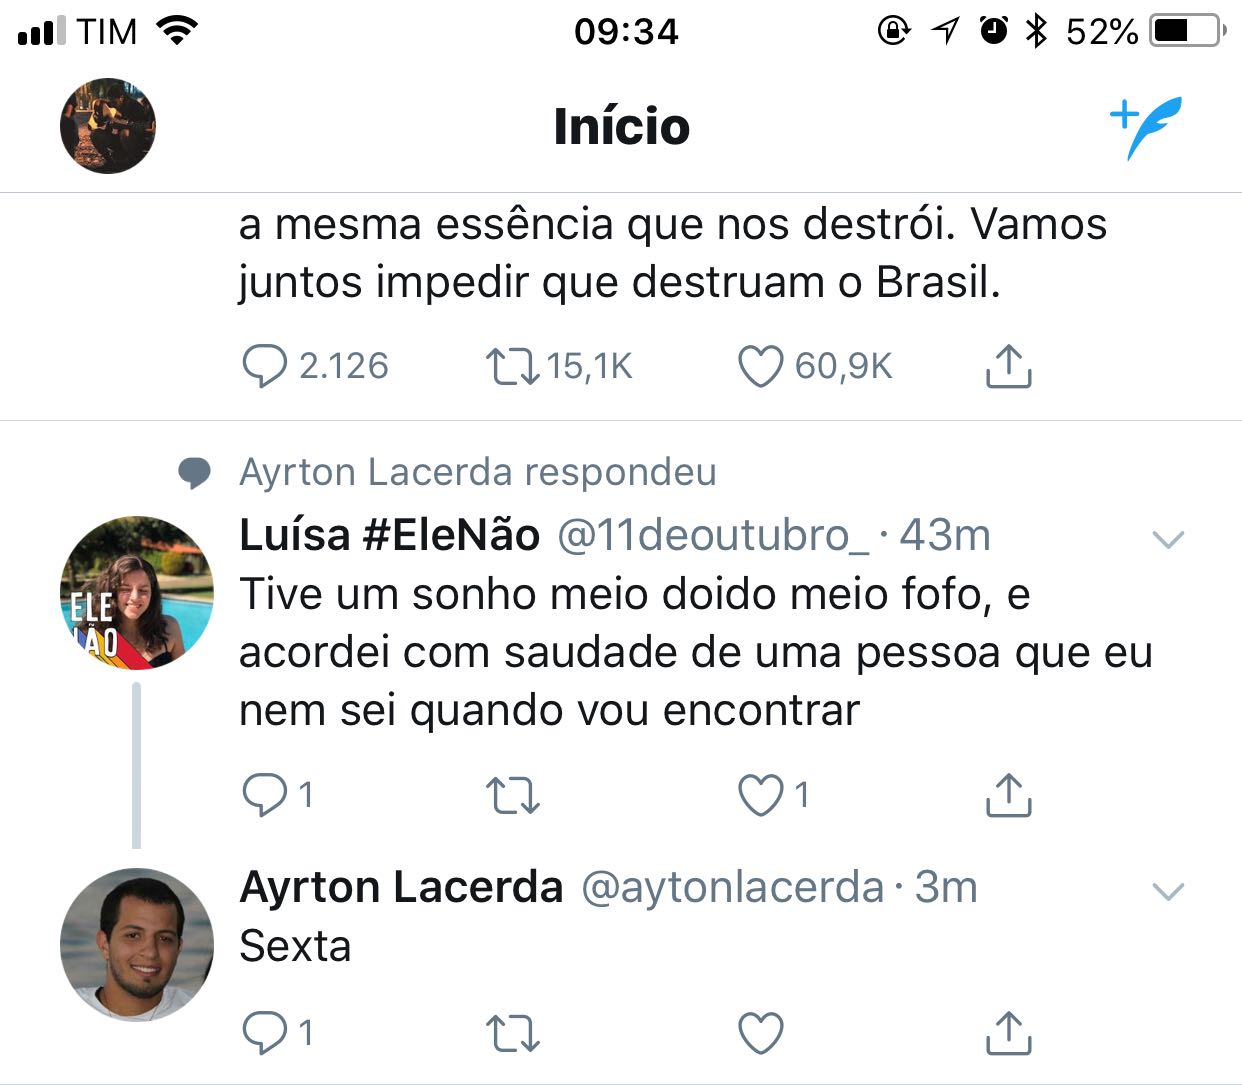 TIM 09:34 52%
Início
a mesma essência que nos destrói. Vamos
juntos impedir que destruam o Brasil.
2.126 15,1K 60,9K
Ayrton Lacerda respondeu
Luísa #EleNão @11deoutubro_ · 43m
Tive um sonho meio doido meio fofo, e
acordei com saudade de uma pessoa que eu
nem sei quando vou encontrar
ELE
ÃO
1 1
Ayrton Lacerda @aytonlacerda · 3m
Sexta
1